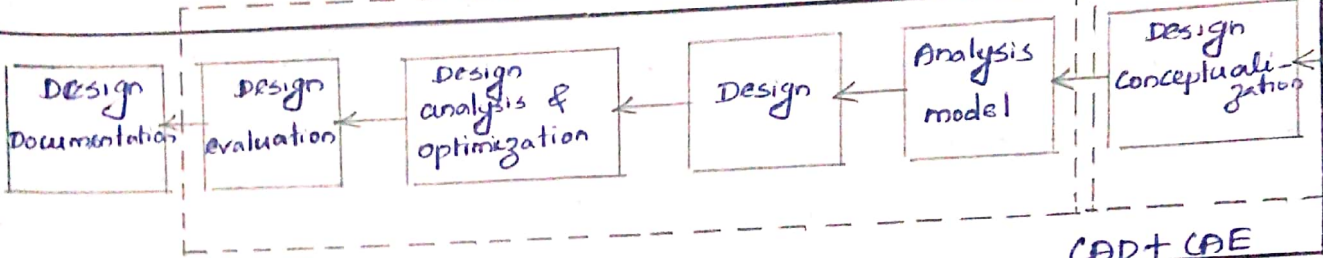 Design
Documentation
Design
evaluation
Design
analysis &
optimization
Design
Analysis
model
Design
conceptuali-
zation
CAD + CAE